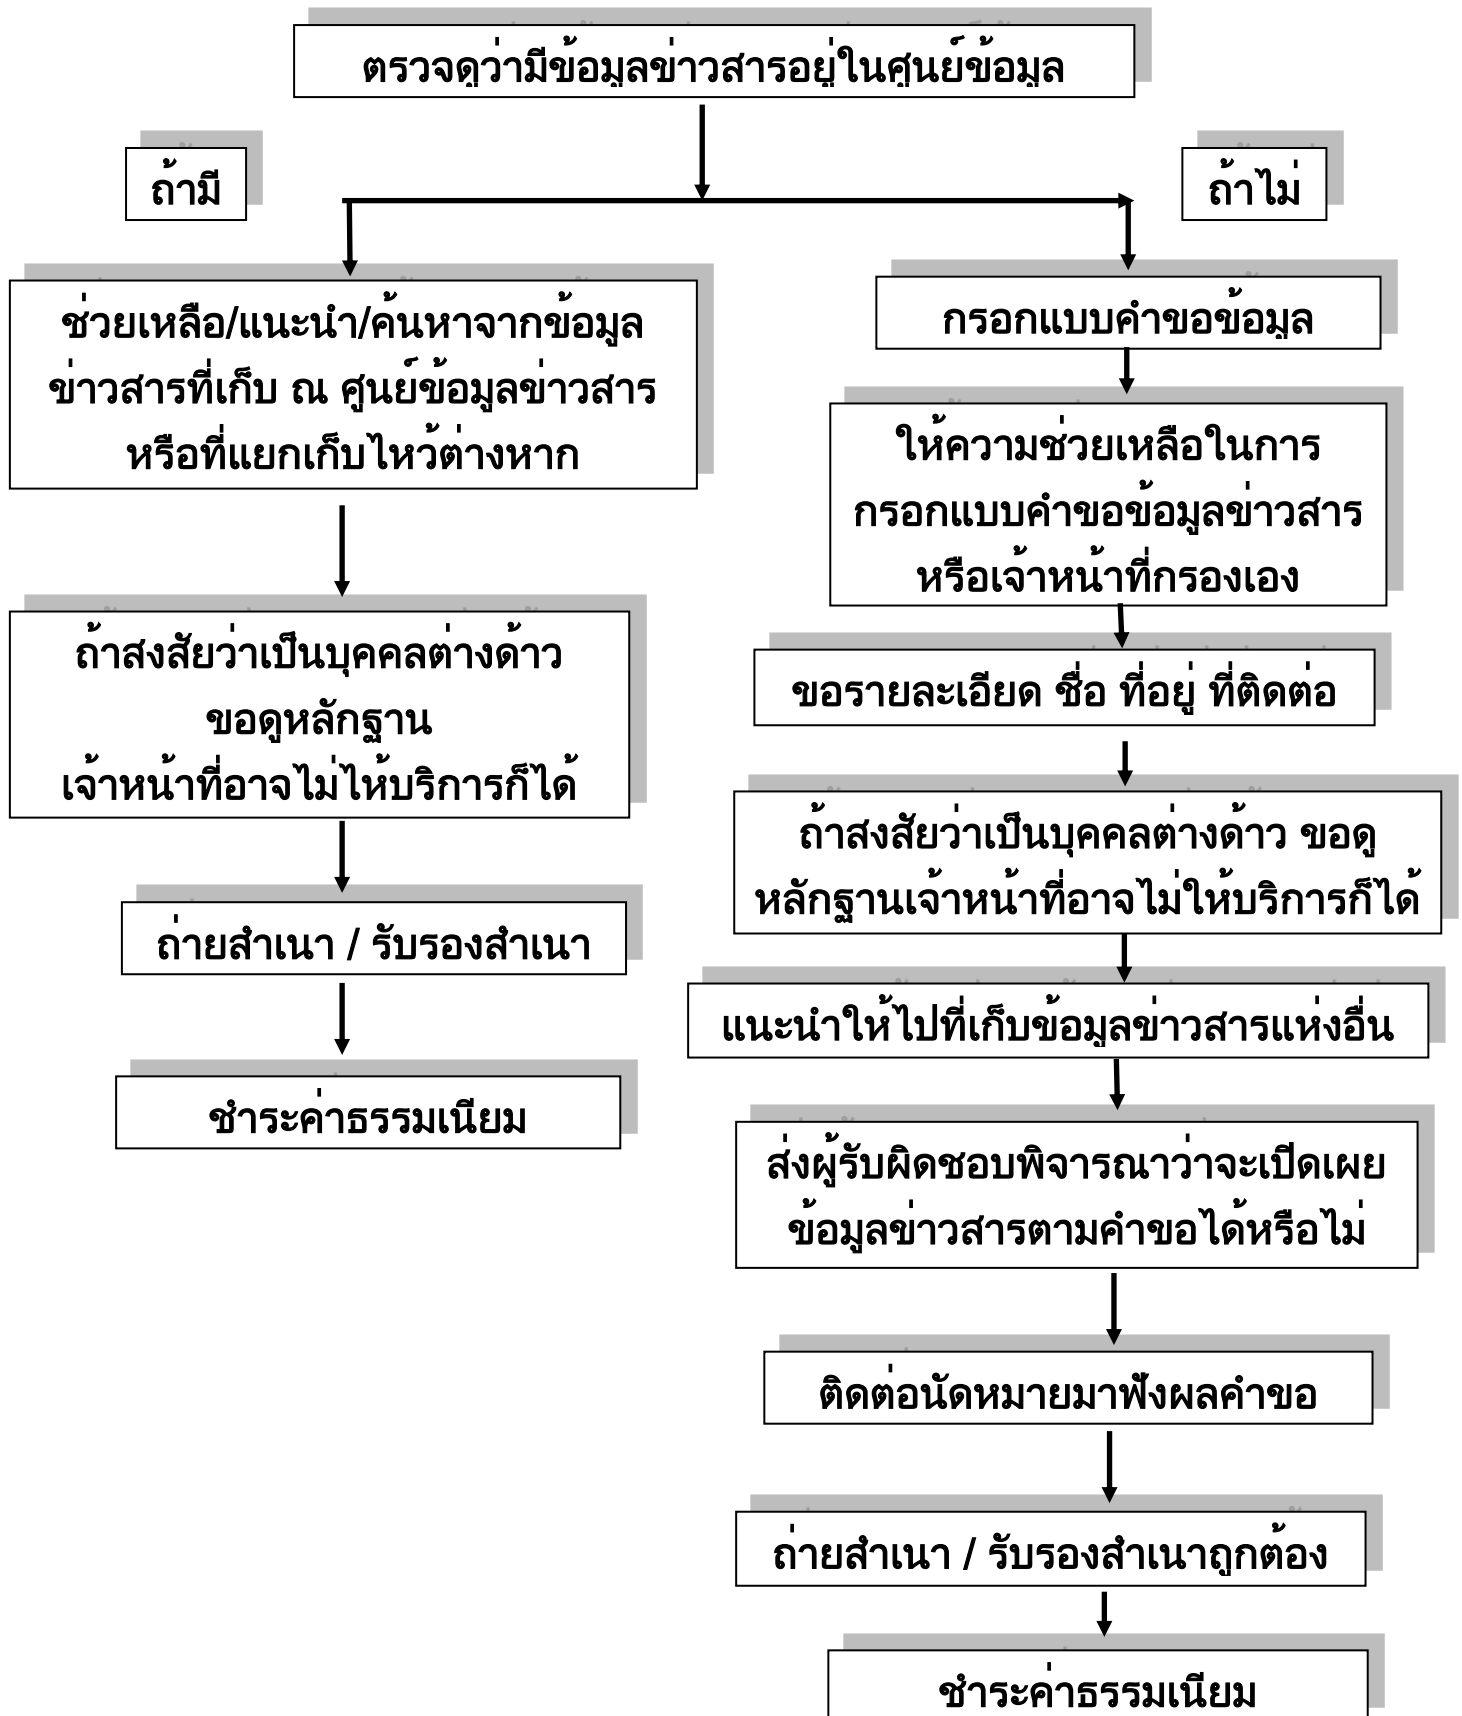 ตรวจดูว่ามีข้อมูลข่าวสารอยู่ในศูนย์ข้อมูล
ถ้ามี
ถ้าไม่
ช่วยเหลือ/แนะนำ/ค้นหาจากข้อมูล
ข่าวสารที่เก็บ ณ ศูนย์ข้อมูลข่าวสาร
หรือที่แยกเก็บไหว้ต่างหาก
ถ้าสงสัยว่าเป็นบุคคลต่างด้าว
ขอดูหลักฐาน
เจ้าหน้าที่อาจไม่ไห้บริการก็ได้
ถ่ายสำเนา / รับรองสำเนา
ชำระค่าธรรมเนียม
กรอกแบบคำขอข้อมูล
ให้ความช่วยเหลือในการ
กรอกแบบคำขอข้อมูลข่าวสาร
หรือเจ้าหน้าที่กรองเอง
ขอรายละเอียด ชื่อ ที่อยู่ ที่ติดต่อ
ถ้าสงสัยว่าเป็นบุคคลต่างด้าว ขอดู
หลักฐานเจ้าหน้าที่อาจไม่ให้บริการก็ได้
แนะนำให้ไปที่เก็บข้อมูลข่าวสารแห่งอื่น
ส่งผู้รับผิดชอบพิจารณาว่าจะเปิดเผย
ข้อมูลข่าวสารตามคำขอได้หรือไม่
ติดต่อนัดหมายมาฟังผลคำขอ
ถ่ายสำเนา / รับรองสำเนาถูกต้อง
ชำระค่าธรรมเนียม